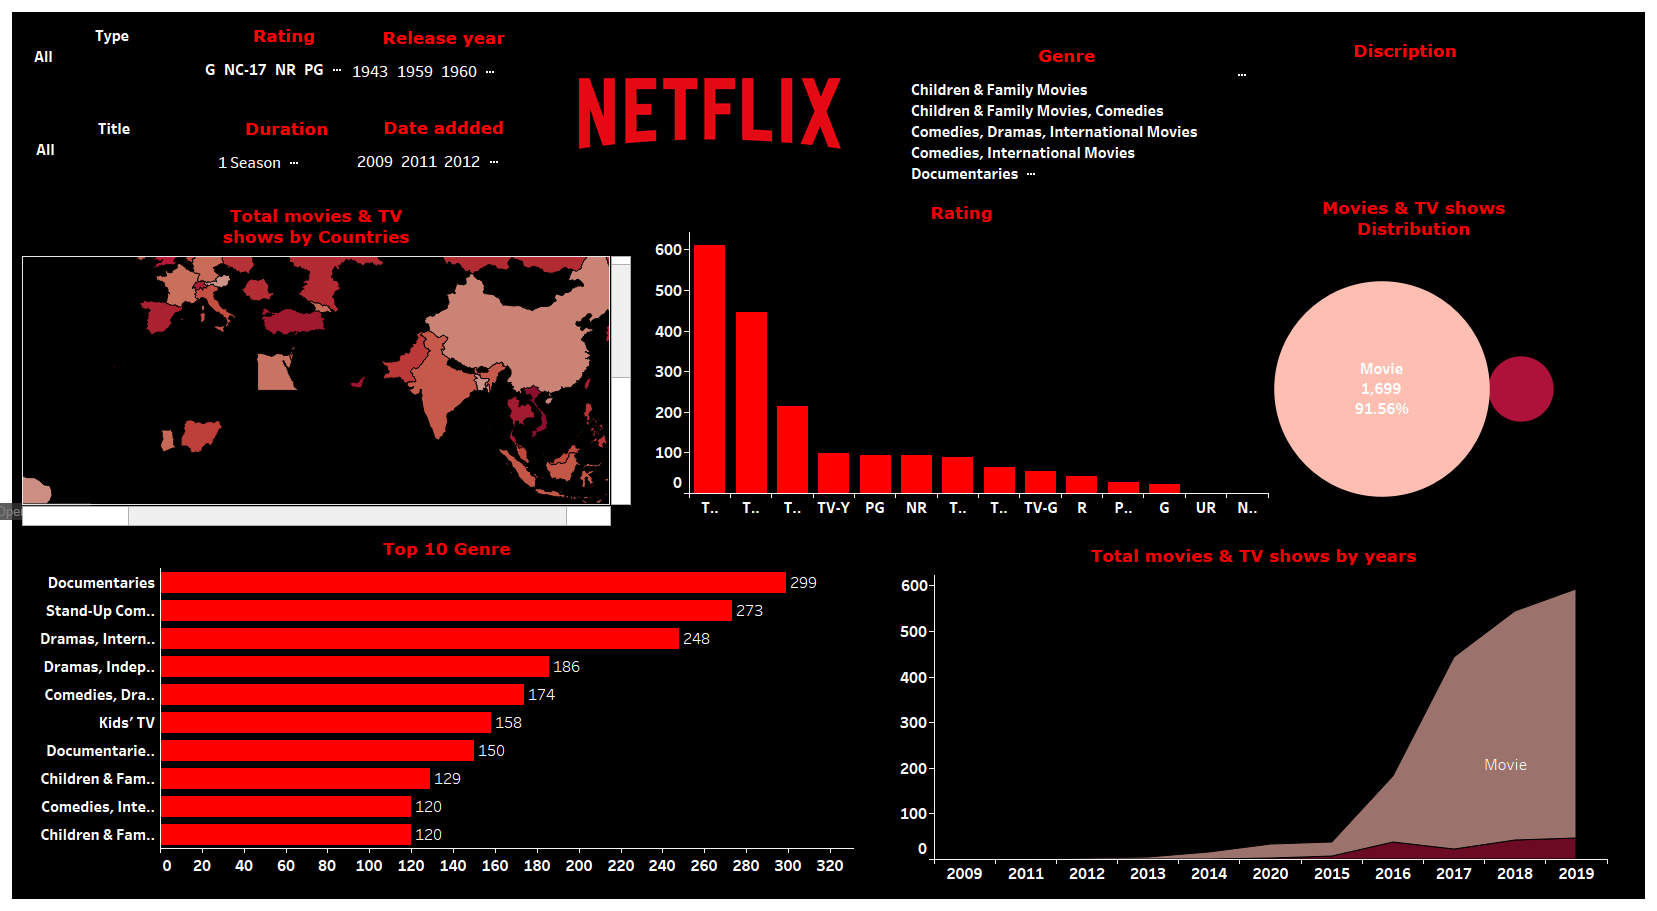 Type
All
Rating
G NC-17 NR PG ...
Release year
1943 1959 1960 ...
Title
All
Duration
1 Season ...
Date addded
2009 2011 2012 ...
NETFLIX
Genre
...
Children & Family Movies
Children & Family Movies, Comedies
Comedies, Dramas, International Movies
Comedies, International Movies
Documentaries ...
Discription
Total movies & TV
shows by Countries
Rating
600
500
400
300
200
100
0
T.. T.. T.. TV-Y PG NR T.. T.. TV-G R P.. G UR N..
Movies & TV shows
Distribution
Movie
1,699
91.56%
Top 10 Genre
Documentaries 299
Stand-Up Com.. 273
Dramas, Intern.. 248
Dramas, Indep.. 186
Comedies, Dra.. 174
Kids’ TV 158
Documentarie.. 150
Children & Fam.. 129
Comedies, Inte.. 120
Children & Fam.. 120
0 20 40 60 80 100 120 140 160 180 200 220 240 260 280 300 320
Total movies & TV shows by years
600
500
400
300
200
100
0
Movie
2009 2011 2012 2013 2014 2020 2015 2016 2017 2018 2019